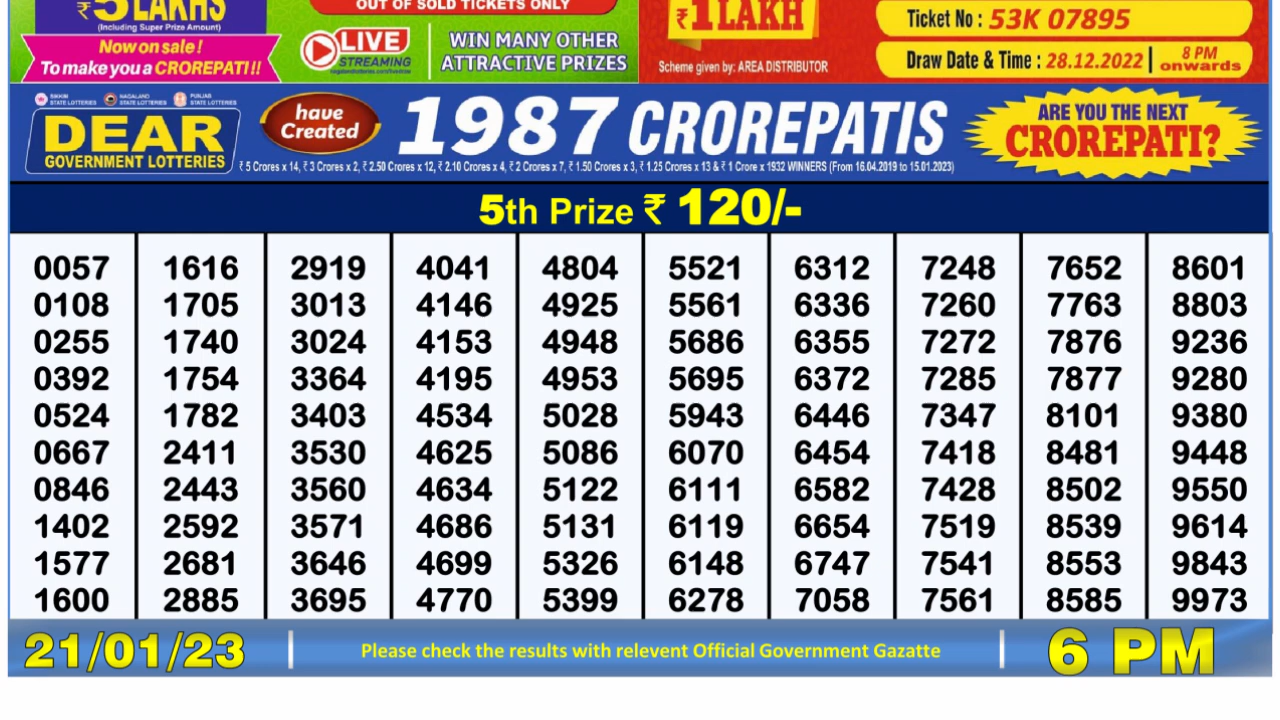 ₹5 LAKHS
OUT OF SOLD TICKETS ONLY
₹1 LAKH
Ticket No : 53K 07895
(Including Super Prize Amount)
Now on sale !
To make you a CROREPATI !!
LIVE
STREAMING
WIN MANY OTHER
ATTRACTIVE PRIZES
Scheme given by: AREA DISTRIBUTOR
Draw Date & Time : 28.12.2022 | 8 PM onwards
SIKKIM STATE LOTTERIES
NAGALAND STATE LOTTERIES
PUNJAB STATE LOTTERIES
DEAR
GOVERNMENT LOTTERIES
have
Created
1987 CROREPATIS
₹ 5 Crores x 14, ₹ 3 Crores x 2, ₹ 2.50 Crores x 12, ₹ 2.10 Crores x 4, ₹ 2 Crores x 7, ₹ 1.50 Crores x 3, ₹ 1.25 Crores x 13 & ₹ 1 Crore x 1932 WINNERS (From 16.04.2019 to 15.01.2023)
ARE YOU THE NEXT
CROREPATI?
5th Prize ₹ 120/-
0057 1616 2919 4041 4804 5521 6312 7248 7652 8601
0108 1705 3013 4146 4925 5561 6336 7260 7763 8803
0255 1740 3024 4153 4948 5686 6355 7272 7876 9236
0392 1754 3364 4195 4953 5695 6372 7285 7877 9280
0524 1782 3403 4534 5028 5943 6446 7347 8101 9380
0667 2411 3530 4625 5086 6070 6454 7418 8481 9448
0846 2443 3560 4634 5122 6111 6582 7428 8502 9550
1402 2592 3571 4686 5131 6119 6654 7519 8539 9614
1577 2681 3646 4699 5326 6148 6747 7541 8553 9843
1600 2885 3695 4770 5399 6278 7058 7561 8585 9973
21/01/23 | Please check the results with relevent Official Government Gazatte | 6 PM